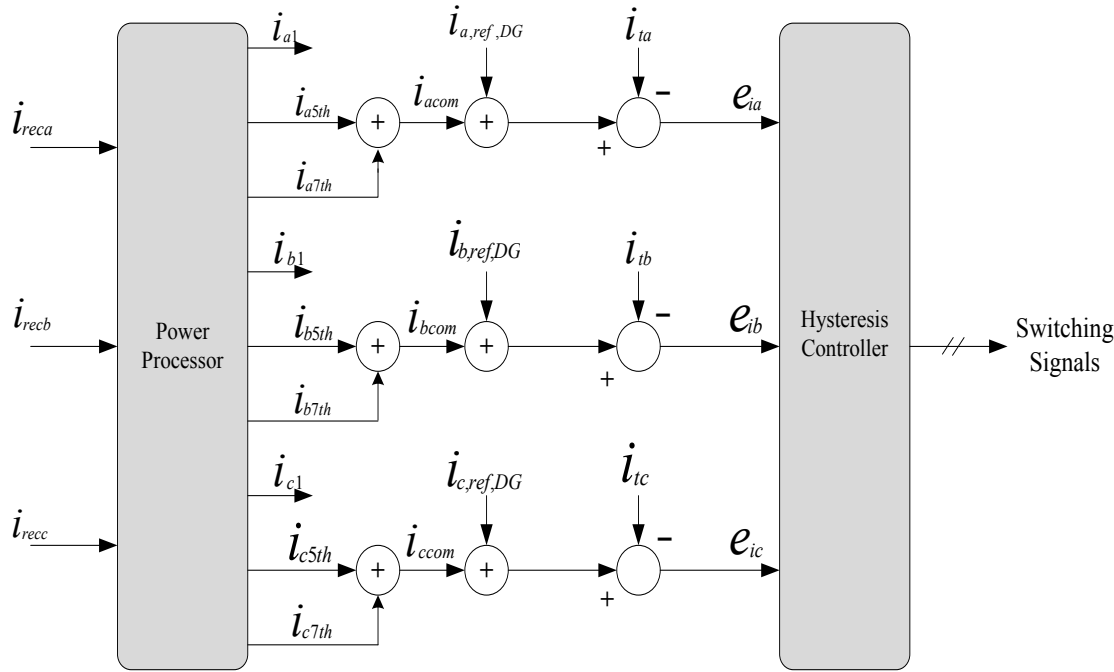 i_reca
i_recb
i_recc
Power
Processor
i_a1
i_a5th
i_a7th
i_acom
i_a,ref,DG
i_ta
+
+
+
−
e_ia
i_b1
i_b5th
i_b7th
i_bcom
i_b,ref,DG
i_tb
+
+
+
−
e_ib
i_c1
i_c5th
i_c7th
i_ccom
i_c,ref,DG
i_tc
+
+
+
−
e_ic
Hysteresis
Controller
Switching
Signals